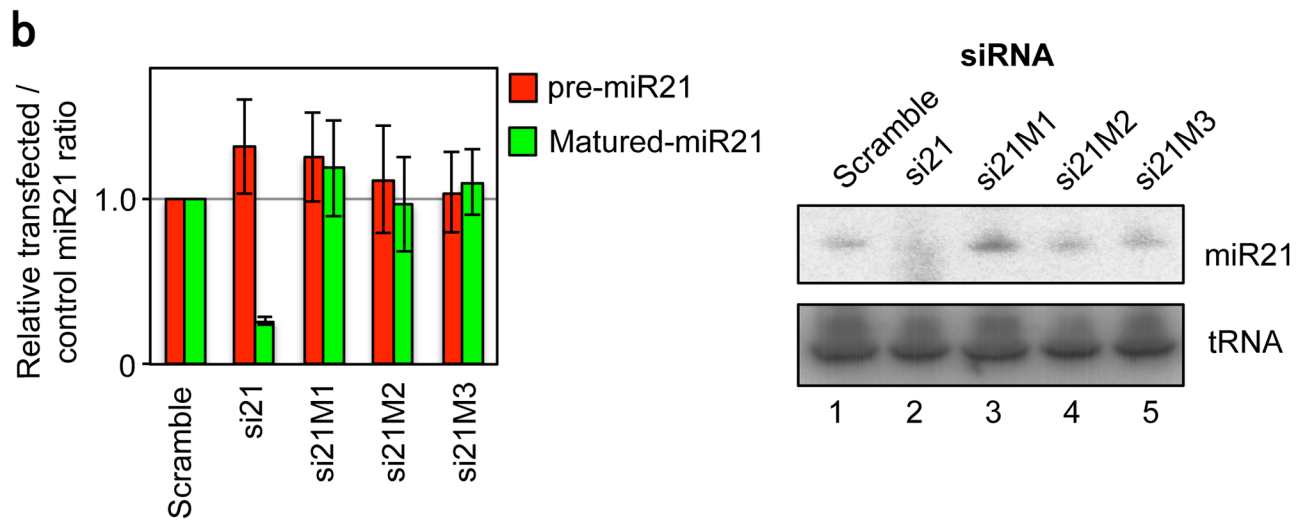 b
Relative transfected /
control miR21 ratio
1.0
0
pre-miR21
Matured-miR21
Scramble
si21
si21M1
si21M2
si21M3
siRNA
Scramble
si21
si21M1
si21M2
si21M3
miR21
tRNA
1 2 3 4 5